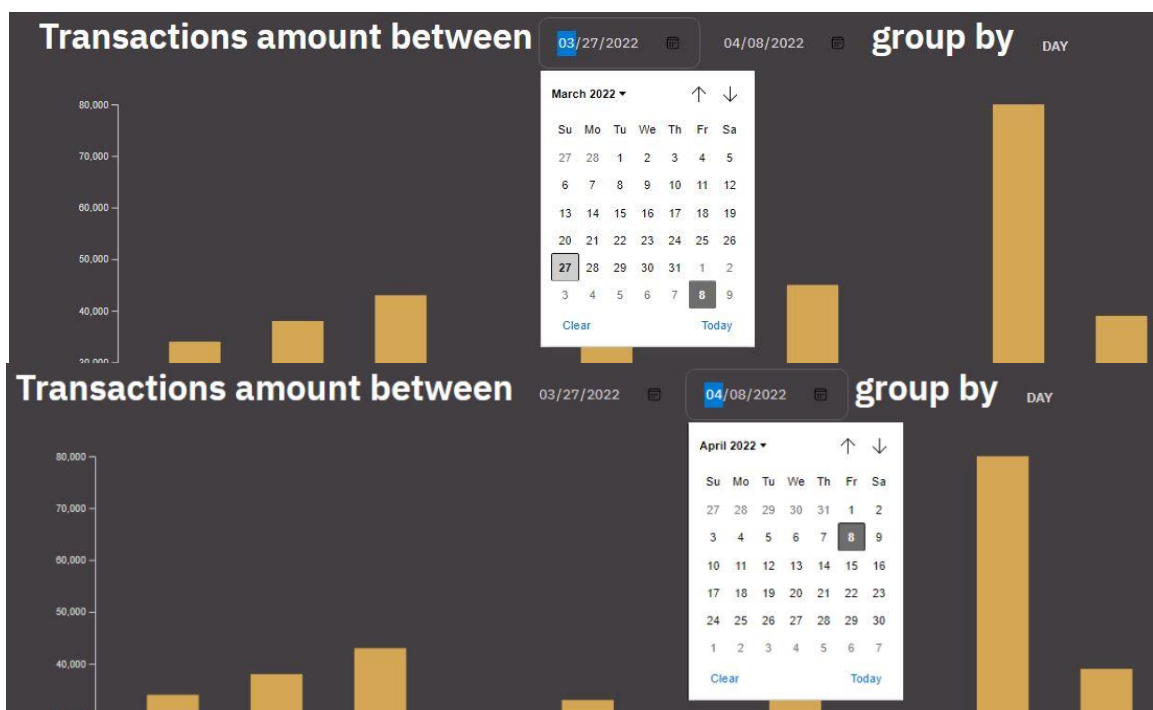 Transactions amount between 03/27/2022 04/08/2022 group by DAY
March 2022
Su Mo Tu We Th Fr Sa
27 28 1 2 3 4 5
6 7 8 9 10 11 12
13 14 15 16 17 18 19
20 21 22 23 24 25 26
27 28 29 30 31 1 2
3 4 5 6 7 8 9
Clear Today
80,000
70,000
60,000
50,000
40,000
30,000
Transactions amount between 03/27/2022 04/08/2022 group by DAY
April 2022
Su Mo Tu We Th Fr Sa
27 28 29 30 31 1 2
3 4 5 6 7 8 9
10 11 12 13 14 15 16
17 18 19 20 21 22 23
24 25 26 27 28 29 30
1 2 3 4 5 6 7
Clear Today
80,000
70,000
60,000
50,000
40,000